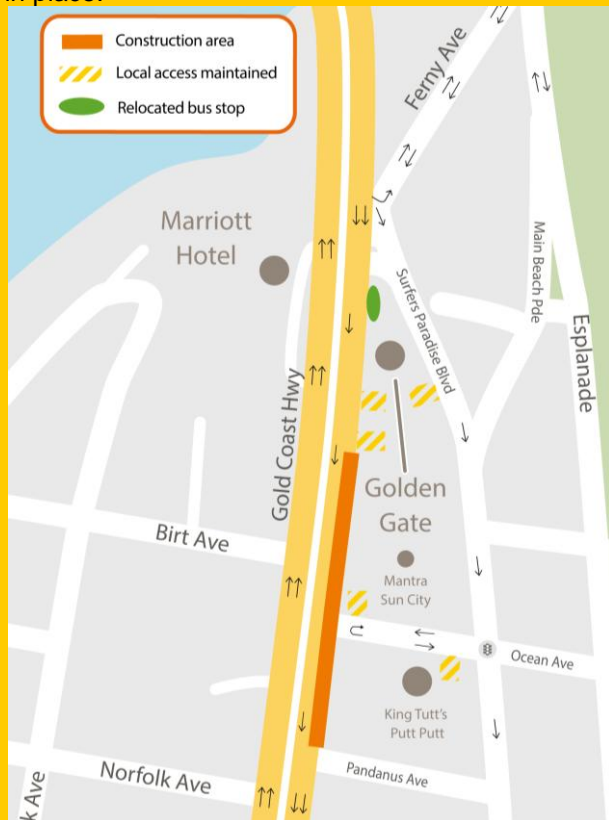 in place.
Construction area
Local access maintained
Relocated bus stop
Ferny Ave
Marriott
Hotel
Main Beach Pde
Surfers Paradise Blvd
Esplanade
Gold Coast Hwy
Golden
Gate
Birt Ave
Mantra
Sun City
Ocean Ave
King Tutt's
Putt Putt
Norfolk Ave
Pandanus Ave
k Ave